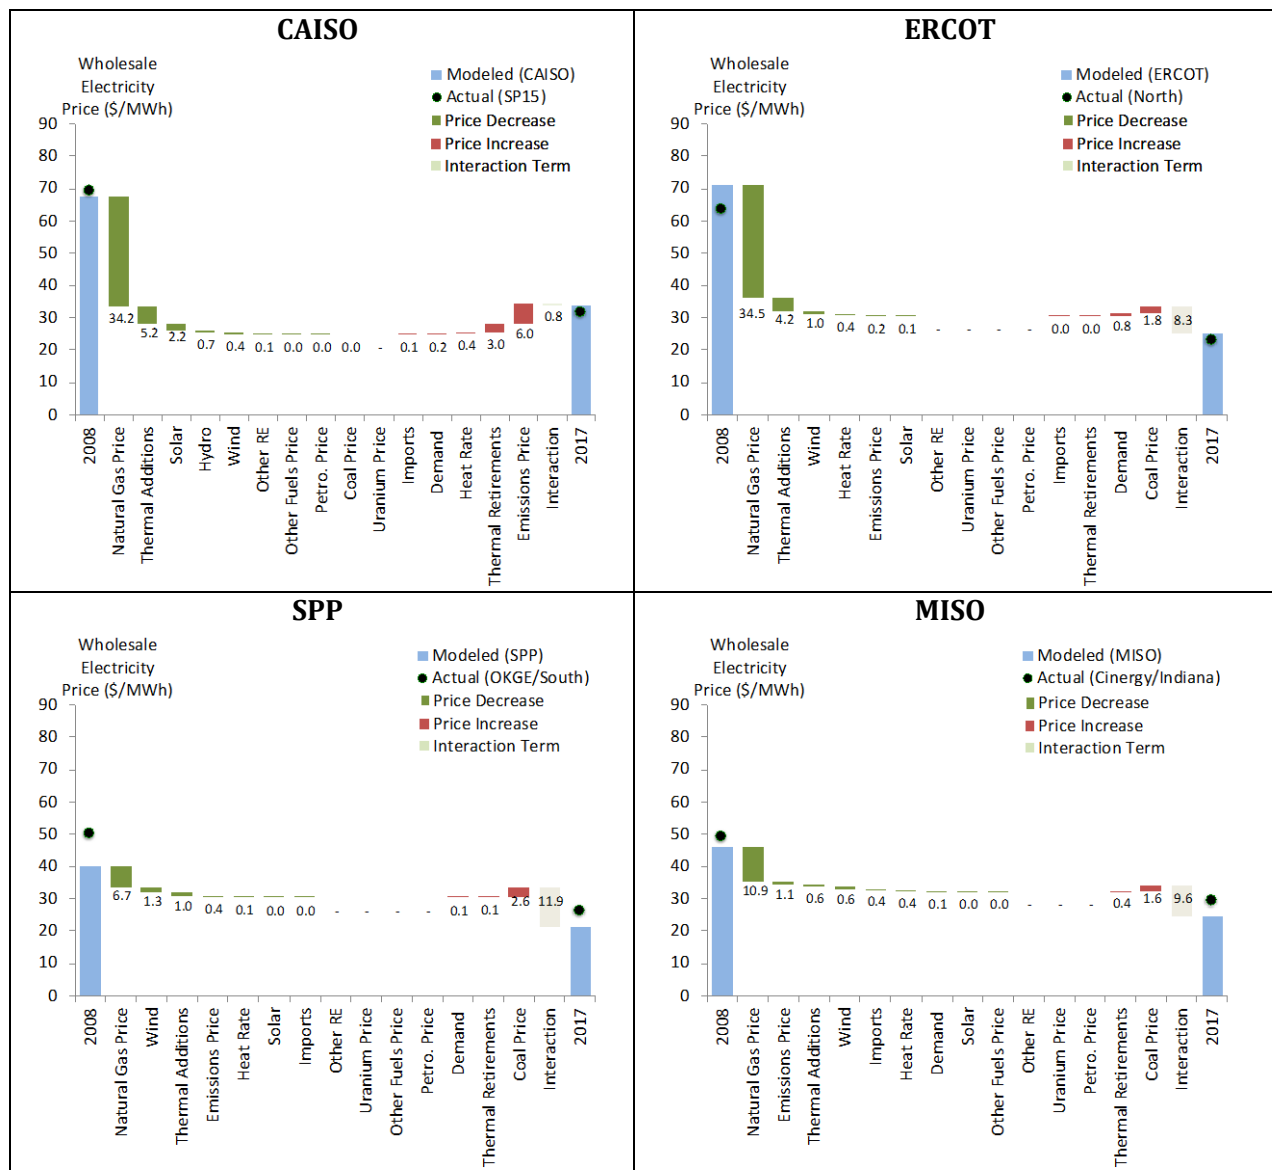 CAISO
Wholesale
Electricity
Price ($/MWh)
Modeled (CAISO)
Actual (SP15)
Price Decrease
Price Increase
Interaction Term
90
80
70
60
50
40
30
20
10
0
34.2
5.2
2.2
0.7
0.4
0.1
0.0
0.0
0.0
-
0.1
0.2
0.4
3.0
6.0
0.8
2008
Natural Gas Price
Thermal Additions
Solar
Hydro
Wind
Other RE
Other Fuels Price
Petro. Price
Coal Price
Uranium Price
Imports
Demand
Heat Rate
Thermal Retirements
Emissions Price
Interaction
2017
ERCOT
Wholesale
Electricity
Price ($/MWh)
Modeled (ERCOT)
Actual (North)
Price Decrease
Price Increase
Interaction Term
90
80
70
60
50
40
30
20
10
0
34.5
4.2
1.0
0.4
0.2
0.1
-
-
-
-
0.0
0.0
0.8
1.8
8.3
2008
Natural Gas Price
Thermal Additions
Wind
Heat Rate
Emissions Price
Solar
Other RE
Uranium Price
Other Fuels Price
Petro. Price
Imports
Thermal Retirements
Demand
Coal Price
Interaction
2017
SPP
Wholesale
Electricity
Price ($/MWh)
Modeled (SPP)
Actual (OKGE/South)
Price Decrease
Price Increase
Interaction Term
90
80
70
60
50
40
30
20
10
0
6.7
1.3
1.0
0.4
0.1
0.0
0.0
-
-
-
-
0.1
0.1
2.6
11.9
2008
Natural Gas Price
Wind
Thermal Additions
Emissions Price
Heat Rate
Solar
Imports
Other RE
Uranium Price
Other Fuels Price
Petro. Price
Demand
Thermal Retirements
Coal Price
Interaction
2017
MISO
Wholesale
Electricity
Price ($/MWh)
Modeled (MISO)
Actual (Cinergy/Indiana)
Price Decrease
Price Increase
Interaction Term
90
80
70
60
50
40
30
20
10
0
10.9
1.1
0.6
0.6
0.4
0.4
0.1
0.0
0.0
-
-
-
0.4
1.6
9.6
2008
Natural Gas Price
Emissions Price
Thermal Additions
Wind
Imports
Heat Rate
Demand
Solar
Other Fuels Price
Other RE
Uranium Price
Petro. Price
Thermal Retirements
Coal Price
Interaction
2017